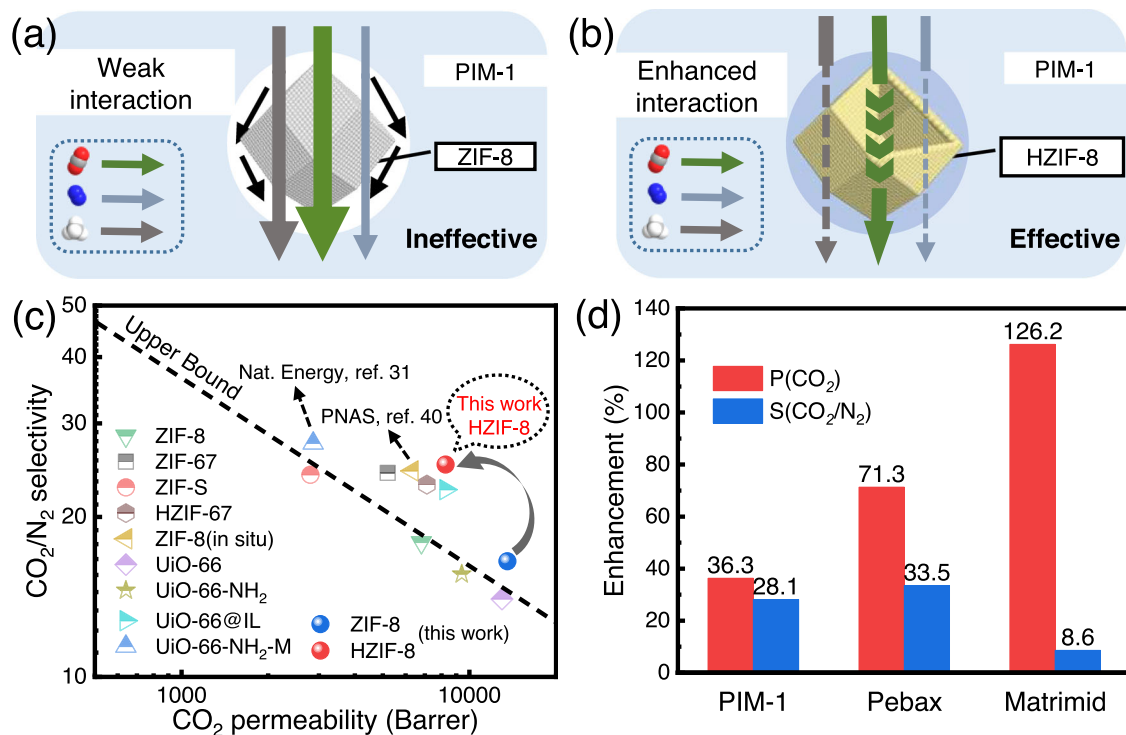 (a)
Weak
interaction
PIM-1
ZIF-8
Ineffective
(b)
Enhanced
interaction
PIM-1
HZIF-8
Effective
(c)
CO₂/N₂ selectivity
50
40
30
20
10
Upper Bound
Nat. Energy, ref. 31
PNAS, ref. 40
This work
HZIF-8
ZIF-8
ZIF-67
ZIF-S
HZIF-67
ZIF-8(in situ)
UiO-66
UiO-66-NH₂
UiO-66@IL
UiO-66-NH₂-M
ZIF-8
HZIF-8
(this work)
1000
10000
CO₂ permeability (Barrer)
(d)
Enhancement (%)
140
120
100
80
60
40
20
0
P(CO₂)
S(CO₂/N₂)
36.3
28.1
71.3
33.5
126.2
8.6
PIM-1
Pebax
Matrimid